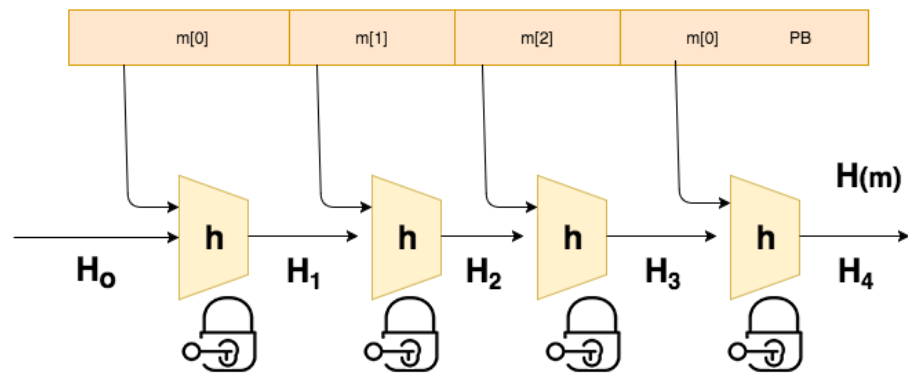 m[0] m[1] m[2] m[0] PB
H(m)
h h h h
H₀ H₁ H₂ H₃ H₄